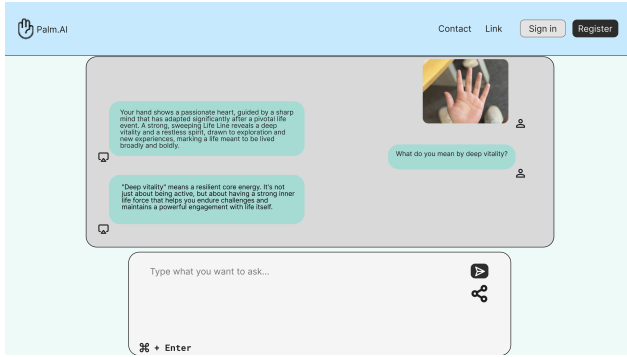 Palm.AI
Contact
Link
Sign in
Register
Your hand shows a passionate heart, guided by a sharp
mind that has adapted significantly after a pivotal life
event. A strong, sweeping Life Line reveals a deep
vitality and a restless spirit, drawn to exploration and
new experiences, marking a life meant to be lived
broadly and boldly.
What do you mean by deep vitality?
"Deep vitality" means a resilient core energy. It's not
just about being active, but about having a strong inner
life force that helps you endure challenges and
maintains a powerful engagement with life itself.
Type what you want to ask...
⌘ + Enter